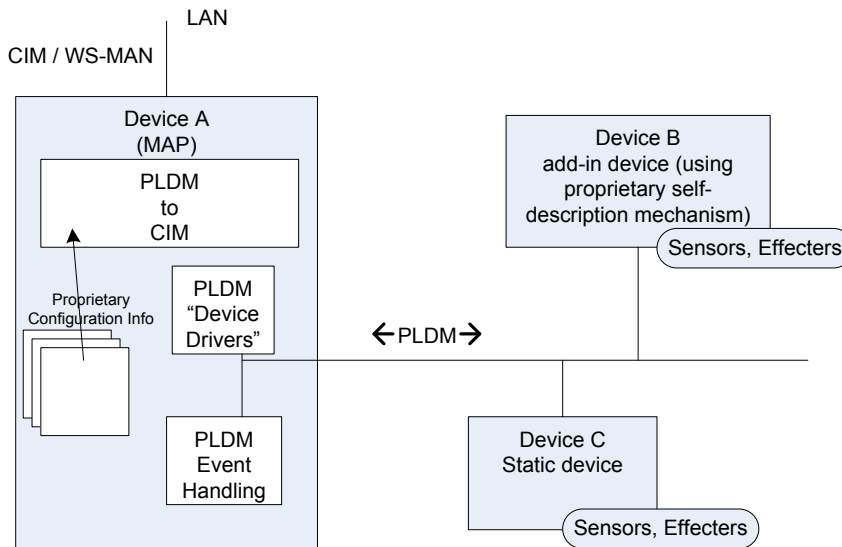 LAN
CIM / WS-MAN
Device A
(MAP)
PLDM
to
CIM
Proprietary
Configuration Info
PLDM
“Device
Drivers”
PLDM
Event
Handling
PLDM
Device B
add-in device (using
proprietary self-
description mechanism)
Sensors, Effecters
Device C
Static device
Sensors, Effecters